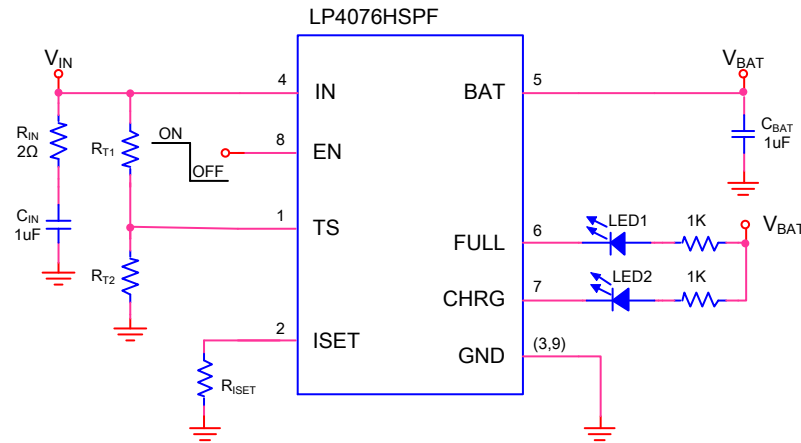 LP4076HSPF
VIN
4
IN
BAT
5
VBAT
RIN
2Ω
RT1
ON
OFF
8
EN
CBAT
1uF
CIN
1uF
1
TS
RT2
FULL
6
LED1
1K
VBAT
CHRG
7
LED2
1K
2
ISET
RISET
GND
(3,9)